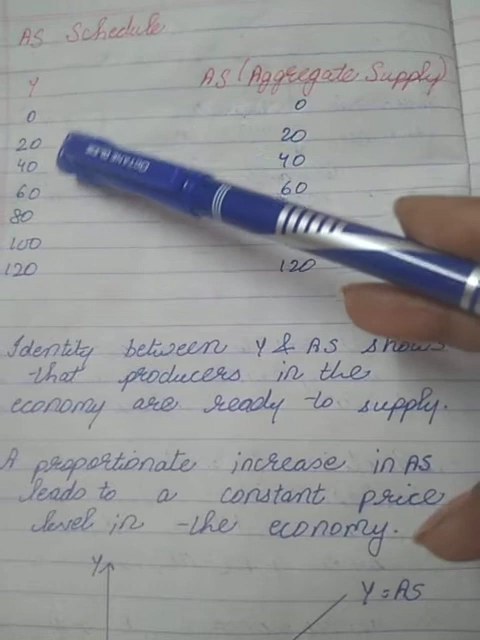 AS Schedule
Y AS (Aggregate Supply)
0 0
20 20
40 40
60 60
80
100
120 120
Identity between Y & AS shows
that producers in the
economy are ready to supply.
A proportionate increase in AS
leads to a constant price
level in the economy.
Y
Y = AS